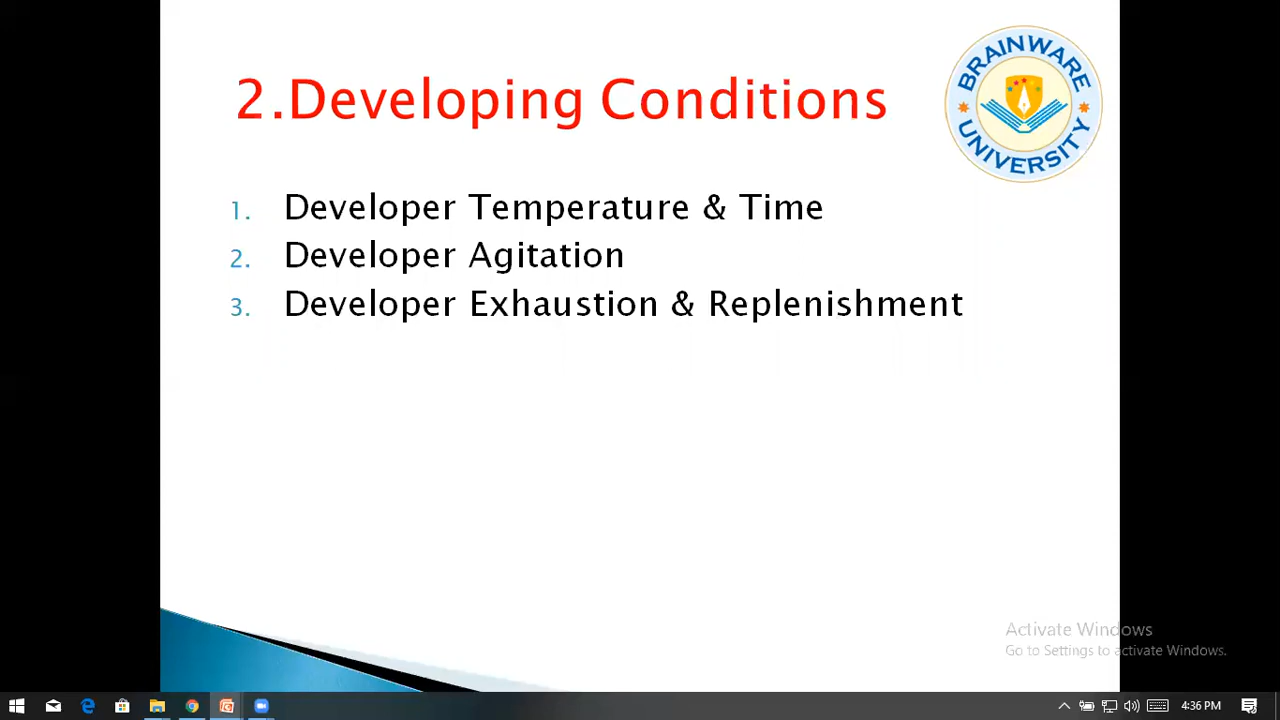 2.Developing Conditions
BRAINWARE
UNIVERSITY
1. Developer Temperature & Time
2. Developer Agitation
3. Developer Exhaustion & Replenishment
Activate Windows
Go to Settings to activate Windows.
4:36 PM